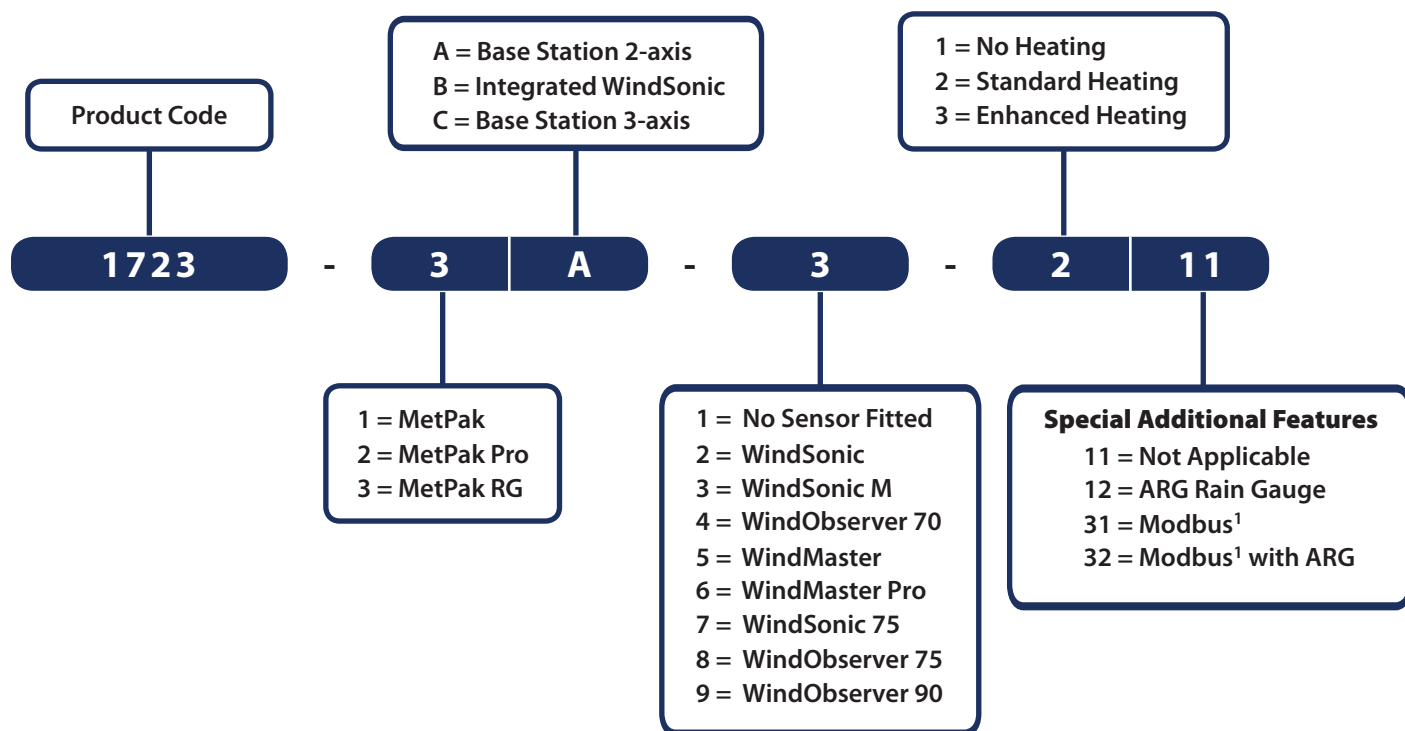 A = Base Station 2-axis
B = Integrated WindSonic
C = Base Station 3-axis
1 = No Heating
2 = Standard Heating
3 = Enhanced Heating
Product Code
1723 - 3 A - 3 - 2 11
1 = MetPak
2 = MetPak Pro
3 = MetPak RG
1 = No Sensor Fitted
2 = WindSonic
3 = WindSonic M
4 = WindObserver 70
5 = WindMaster
6 = WindMaster Pro
7 = WindSonic 75
8 = WindObserver 75
9 = WindObserver 90
Special Additional Features
11 = Not Applicable
12 = ARG Rain Gauge
31 = Modbus¹
32 = Modbus¹ with ARG